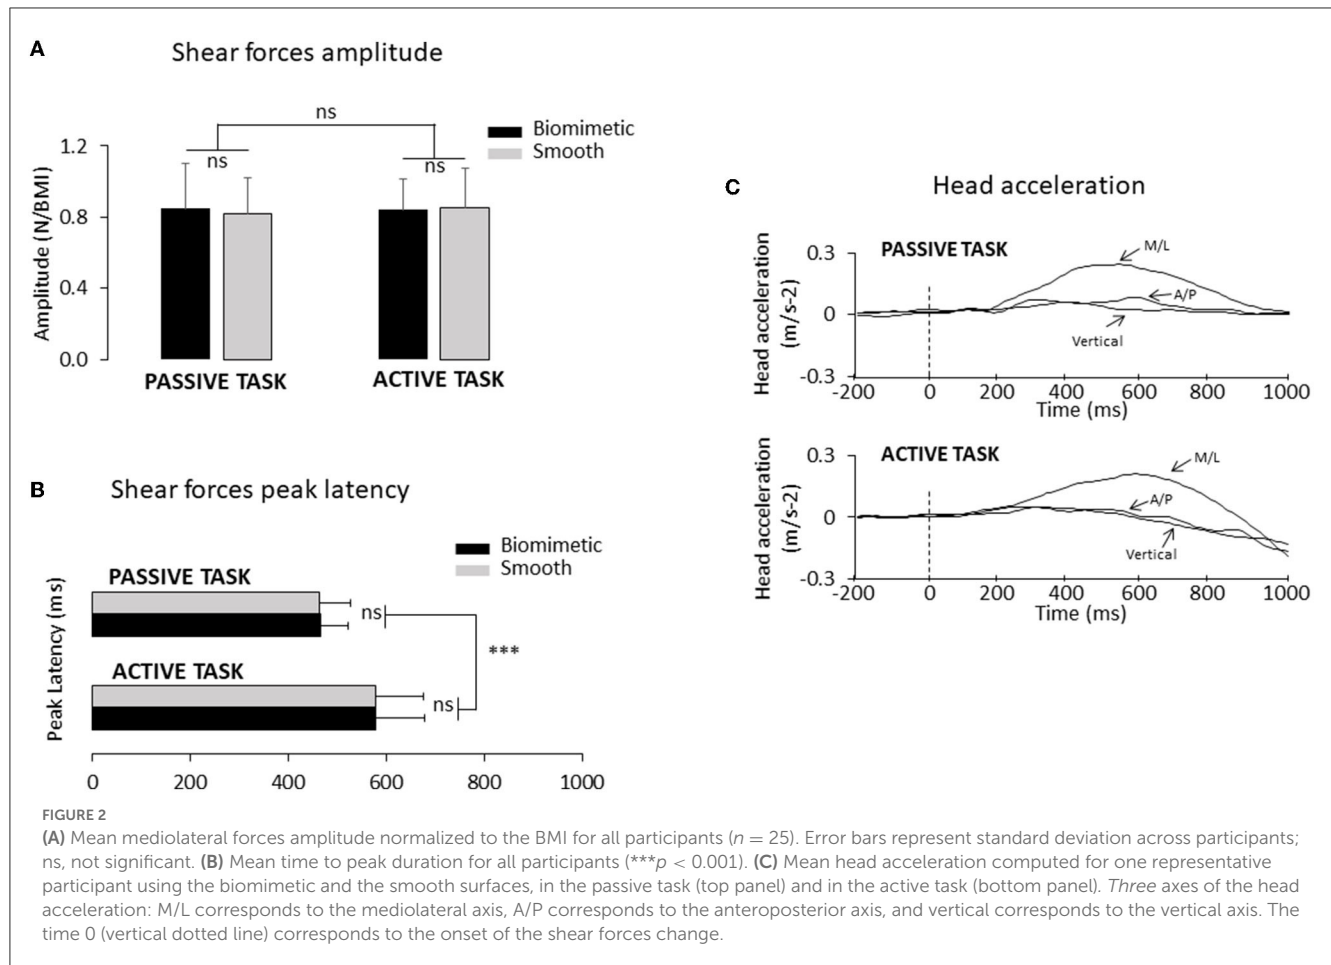 A
Shear forces amplitude
ns
Biomimetic
Smooth
1.2
ns
ns
0.8
0.4
0.0
Amplitude (N/BMI)
PASSIVE TASK
ACTIVE TASK
B
Shear forces peak latency
Biomimetic
Smooth
PASSIVE TASK
ns
***
ACTIVE TASK
ns
Peak Latency (ms)
0 200 400 600 800 1000
C
Head acceleration
PASSIVE TASK
M/L
A/P
Vertical
0.3
0
-0.3
Head acceleration
(m/s-2)
-200 0 200 400 600 800 1000
Time (ms)
ACTIVE TASK
M/L
A/P
Vertical
0.3
0
-0.3
Head acceleration
(m/s-2)
-200 0 200 400 600 800 1000
Time (ms)
FIGURE 2
(A) Mean mediolateral forces amplitude normalized to the BMI for all participants (n = 25). Error bars represent standard deviation across participants;
ns, not significant. (B) Mean time to peak duration for all participants (***p < 0.001). (C) Mean head acceleration computed for one representative
participant using the biomimetic and the smooth surfaces, in the passive task (top panel) and in the active task (bottom panel). Three axes of the head
acceleration: M/L corresponds to the mediolateral axis, A/P corresponds to the anteroposterior axis, and vertical corresponds to the vertical axis. The
time 0 (vertical dotted line) corresponds to the onset of the shear forces change.